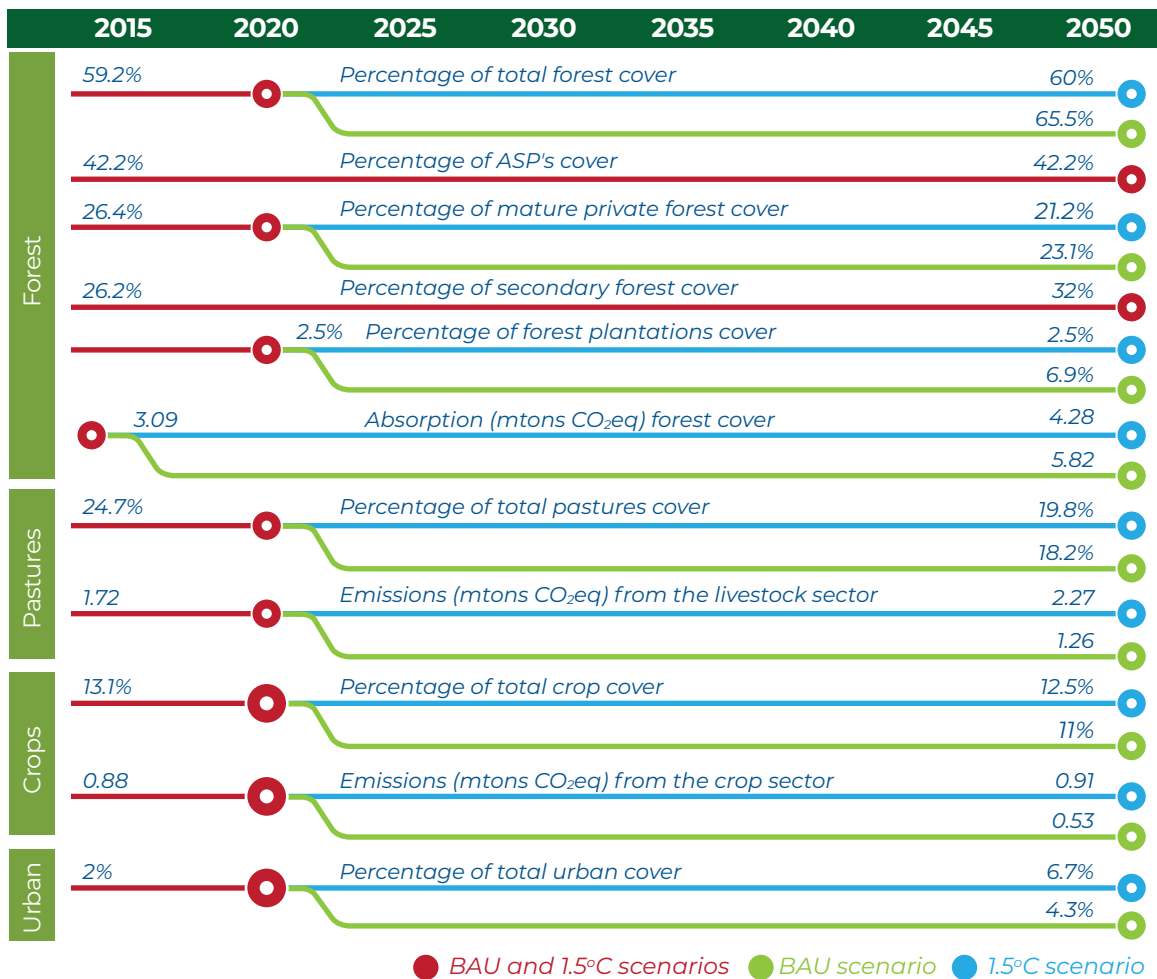 2015 2020 2025 2030 2035 2040 2045 2050
Forest
59.2% Percentage of total forest cover 60%
65.5%
42.2% Percentage of ASP's cover 42.2%
26.4% Percentage of mature private forest cover 21.2%
23.1%
26.2% Percentage of secondary forest cover 32%
2.5% Percentage of forest plantations cover 2.5%
6.9%
3.09 Absorption (mtons CO₂eq) forest cover 4.28
5.82
Pastures
24.7% Percentage of total pastures cover 19.8%
18.2%
1.72 Emissions (mtons CO₂eq) from the livestock sector 2.27
1.26
Crops
13.1% Percentage of total crop cover 12.5%
11%
0.88 Emissions (mtons CO₂eq) from the crop sector 0.91
0.53
Urban
2% Percentage of total urban cover 6.7%
4.3%
BAU and 1.5ºC scenarios BAU scenario 1.5ºC scenario